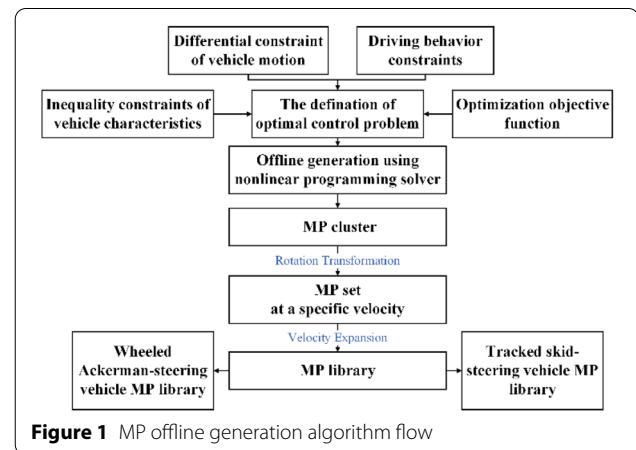 Differential constraint
of vehicle motion
Driving behavior
constraints
Inequality constraints of
vehicle characteristics
The defination of
optimal control problem
Optimization objective
function
Offline generation using
nonlinear programming solver
MP cluster
Rotation Transformation
MP set
at a specific velocity
Velocity Expansion
Wheeled
Ackerman-steering
vehicle MP library
MP library
Tracked skid-
steering vehicle MP
library
Figure 1 MP offline generation algorithm flow